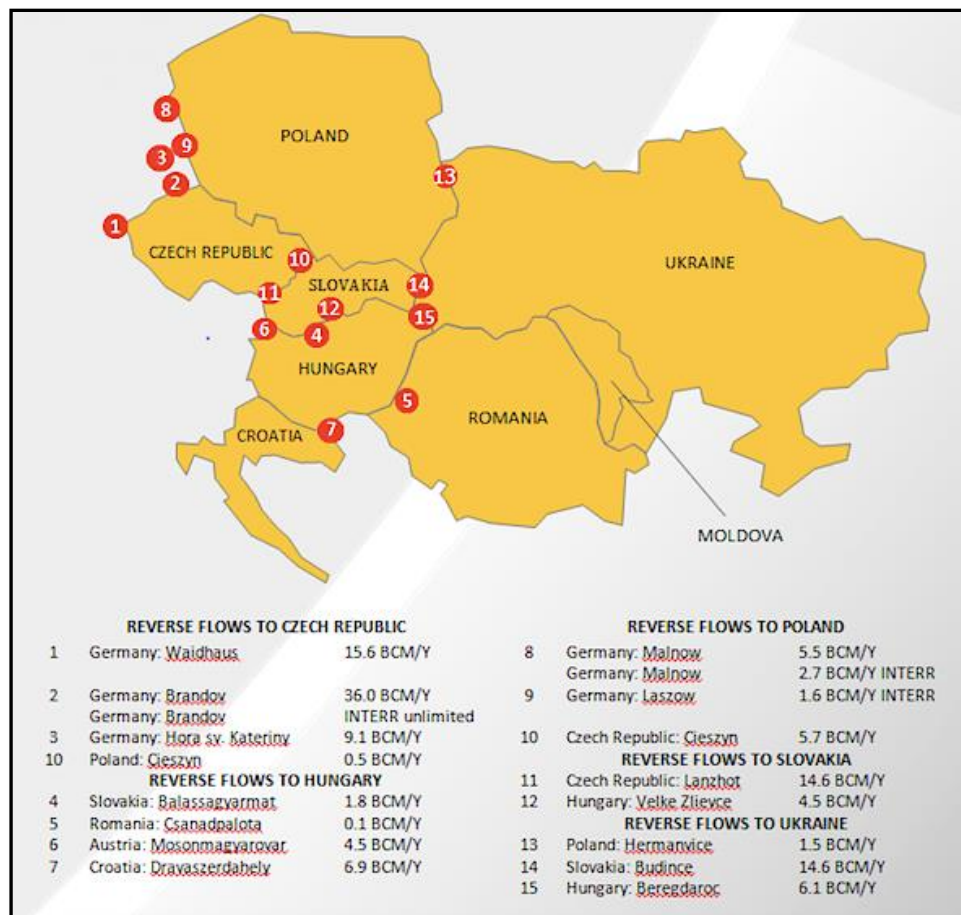 8
POLAND
9
3
13
2
1
CZECH REPUBLIC
10
UKRAINE
SLOVAKIA
14
11
12
15
6
4
HUNGARY
5
ROMANIA
7
CROATIA
MOLDOVA
REVERSE FLOWS TO CZECH REPUBLIC
1 Germany: Waidhaus 15.6 BCM/Y
2 Germany: Brandov 36.0 BCM/Y
Germany: Brandov INTERR unlimited
3 Germany: Hora sv. Kateriny 9.1 BCM/Y
10 Poland: Cieszyn 0.5 BCM/Y
REVERSE FLOWS TO HUNGARY
4 Slovakia: Balassagyarmat 1.8 BCM/Y
5 Romania: Csanadpalota 0.1 BCM/Y
6 Austria: Mosonmagyarovar 4.5 BCM/Y
7 Croatia: Dravaszerdahely 6.9 BCM/Y
REVERSE FLOWS TO POLAND
8 Germany: Malnow 5.5 BCM/Y
Germany: Malnow 2.7 BCM/Y INTERR
9 Germany: Laszow 1.6 BCM/Y INTERR
10 Czech Republic: Cieszyn 5.7 BCM/Y
REVERSE FLOWS TO SLOVAKIA
11 Czech Republic: Lanzhot 14.6 BCM/Y
12 Hungary: Velke Zlievce 4.5 BCM/Y
REVERSE FLOWS TO UKRAINE
13 Poland: Hermanvice 1.5 BCM/Y
14 Slovakia: Budince 14.6 BCM/Y
15 Hungary: Beregdaroc 6.1 BCM/Y